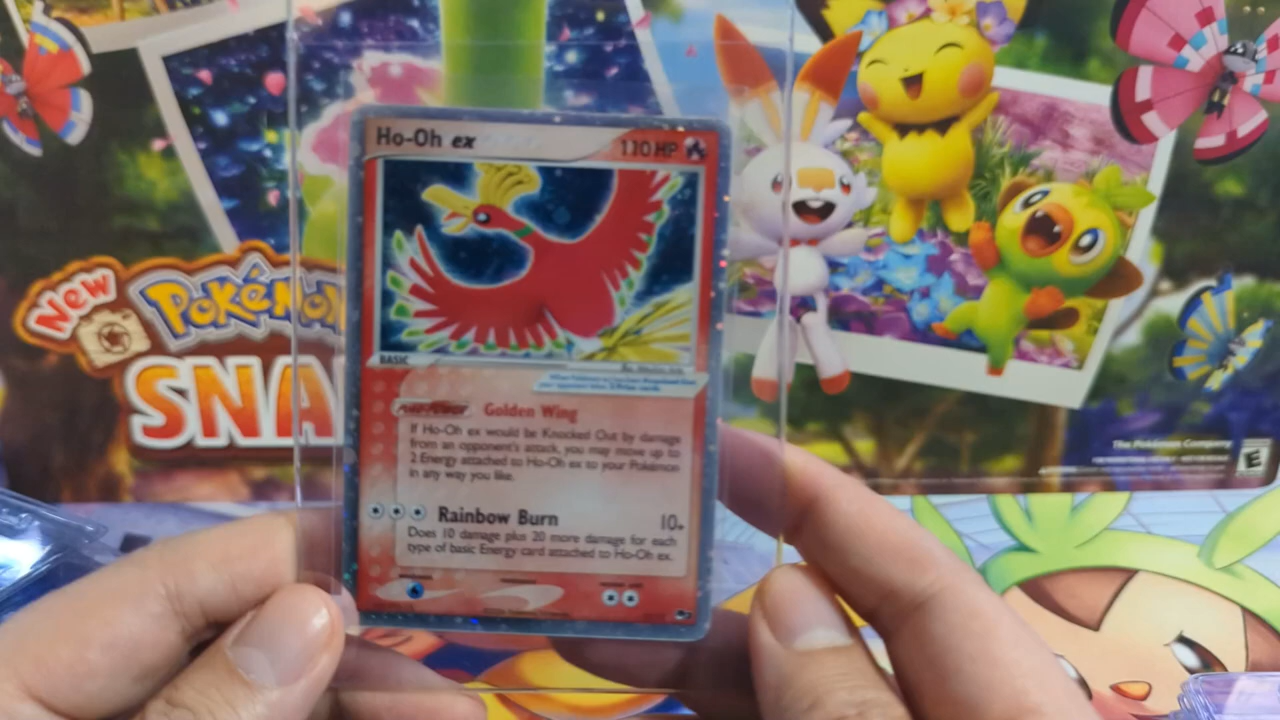 Ho-Oh ex
110 HP
New
Pokémon
SNA
BASIC
Golden Wing
If Ho-Oh ex would be Knocked Out by damage
from an opponent's attack, you may move up to
2 Energy attached to Ho-Oh ex to your Pokémon
in any way you like.
Rainbow Burn 10+
Does 10 damage plus 20 more damage for each
type of basic Energy card attached to Ho-Oh ex.
The Pokémon Company
E